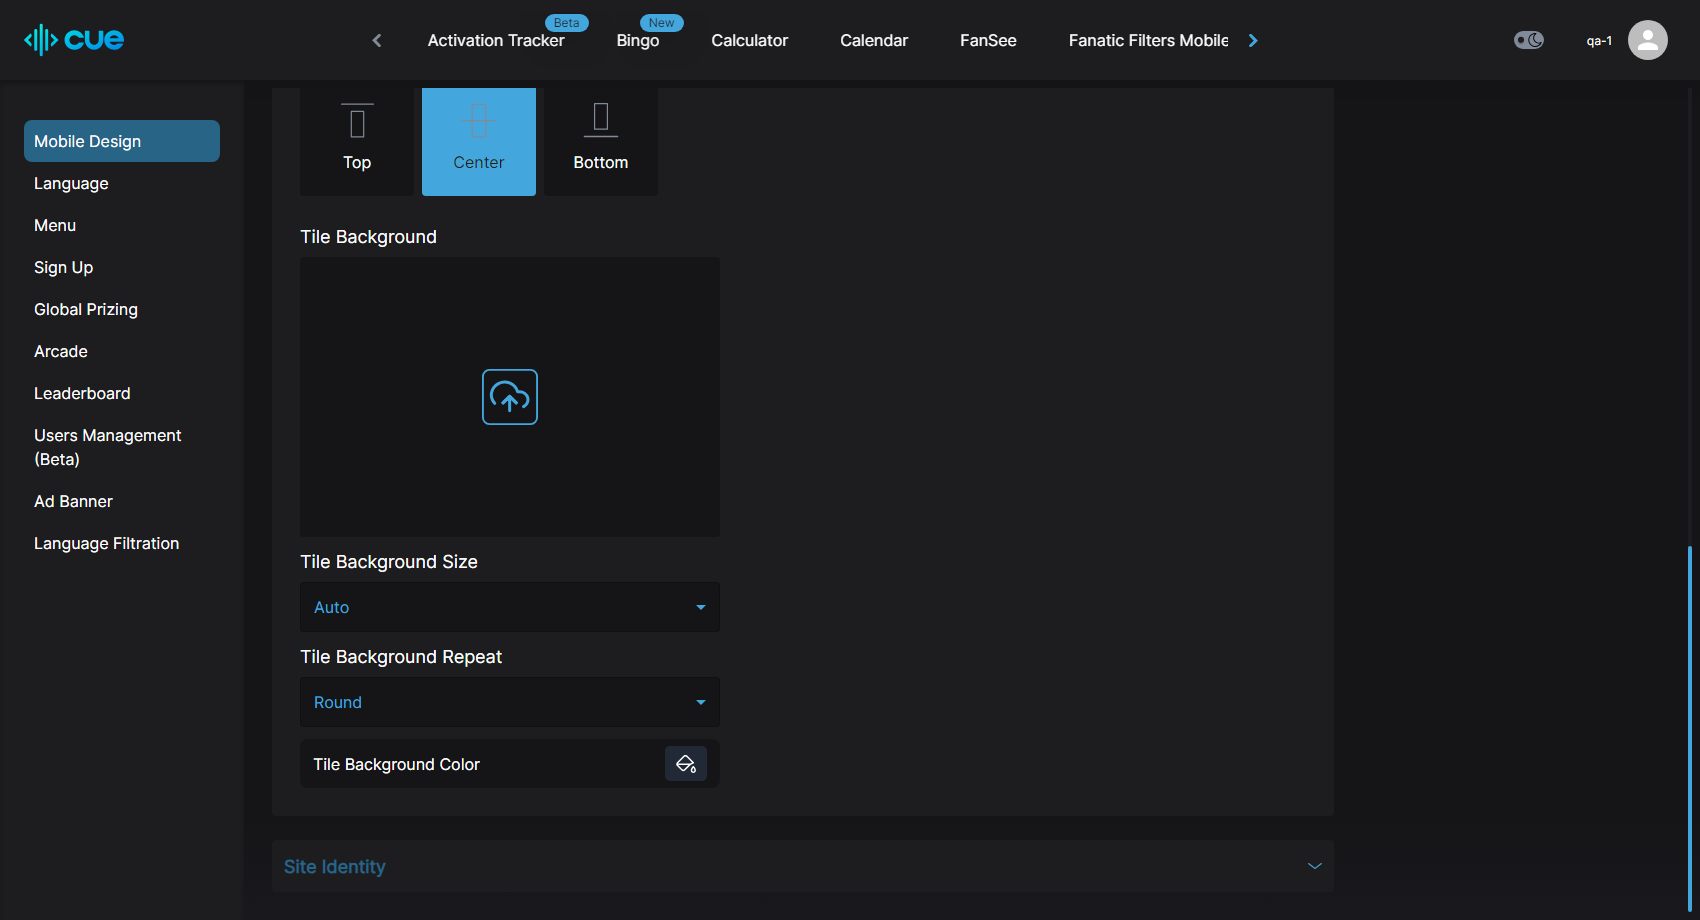 cue
Beta
New
Activation Tracker
Bingo
Calculator
Calendar
FanSee
Fanatic Filters Mobile
qa-1
Mobile Design
Language
Menu
Sign Up
Global Prizing
Arcade
Leaderboard
Users Management
(Beta)
Ad Banner
Language Filtration
Top
Center
Bottom
Tile Background
Tile Background Size
Auto
Tile Background Repeat
Round
Tile Background Color
Site Identity